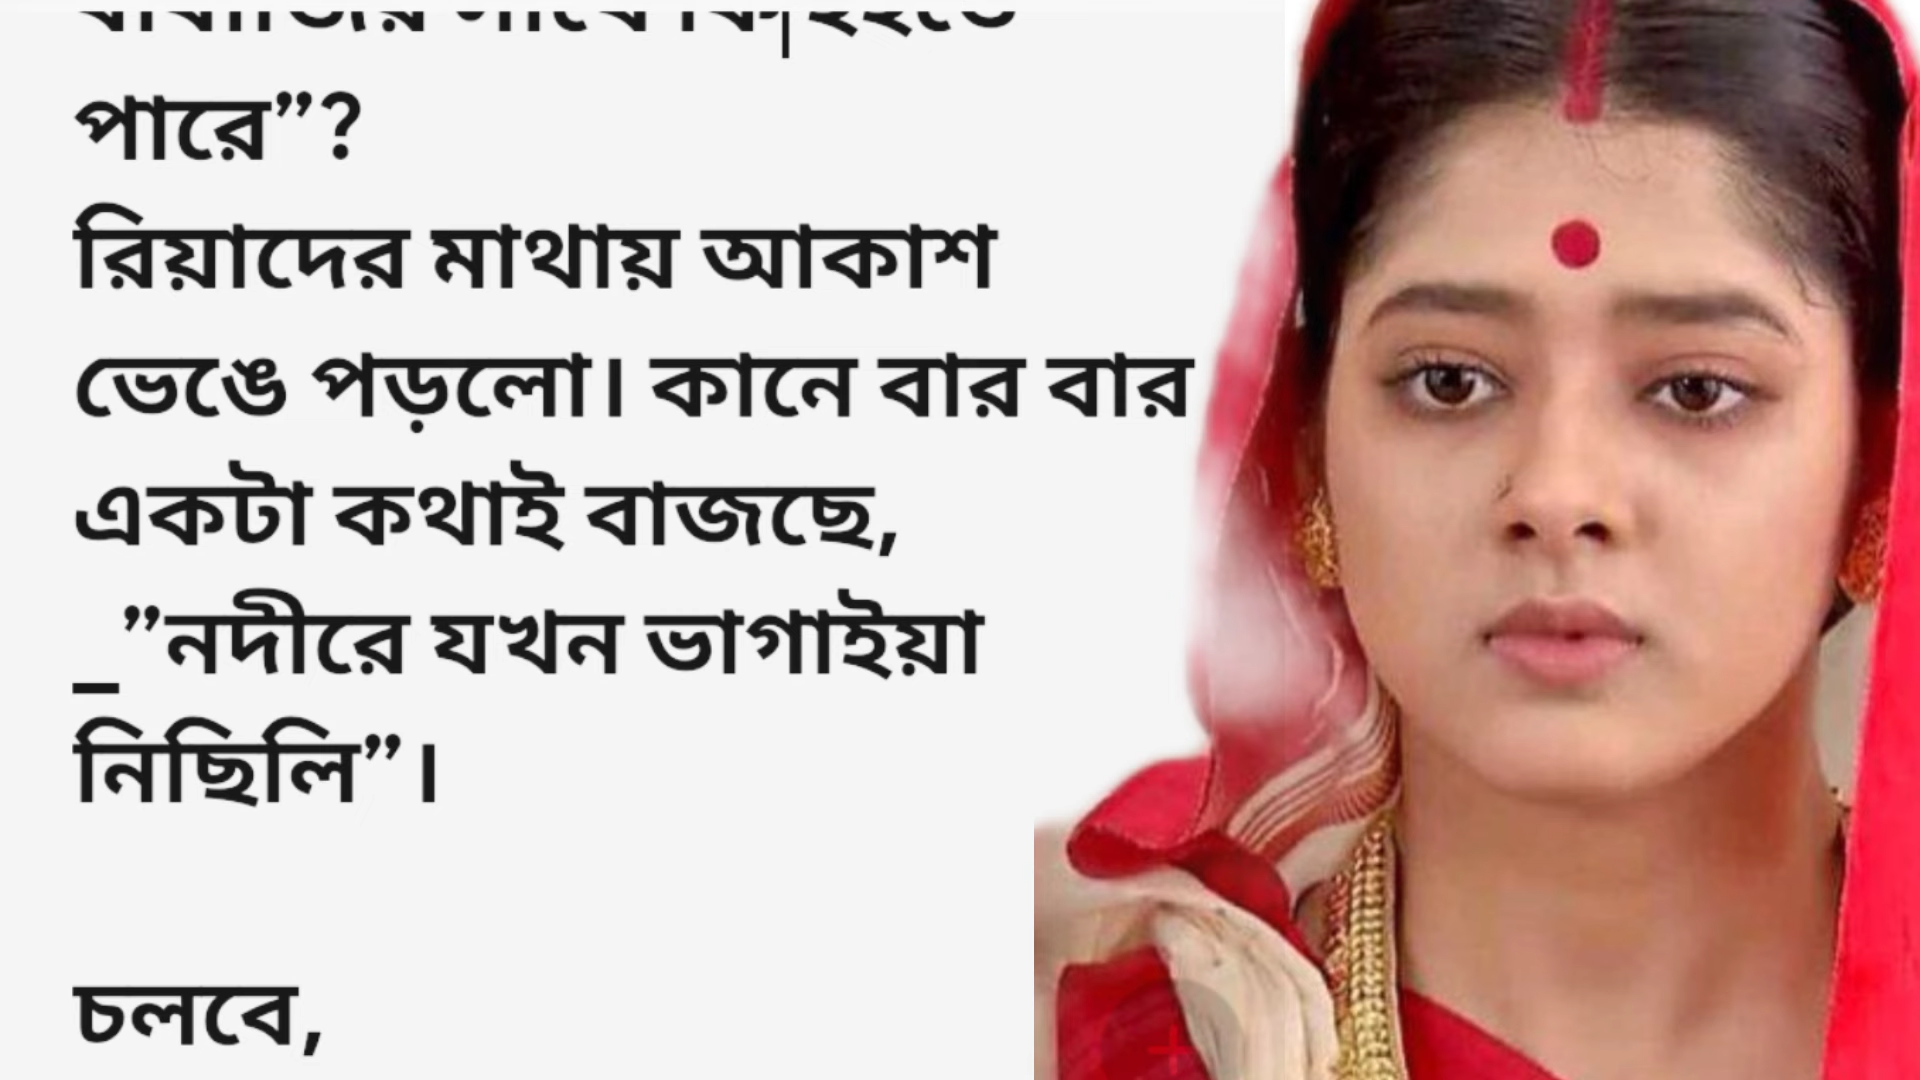 পারে”?
রিয়াদের মাথায় আকাশ
ভেঙে পড়লো। কানে বার বার
একটা কথাই বাজছে,
_”নদীরে যখন ভাগাইয়া
নিছিলি”।
চলবে,